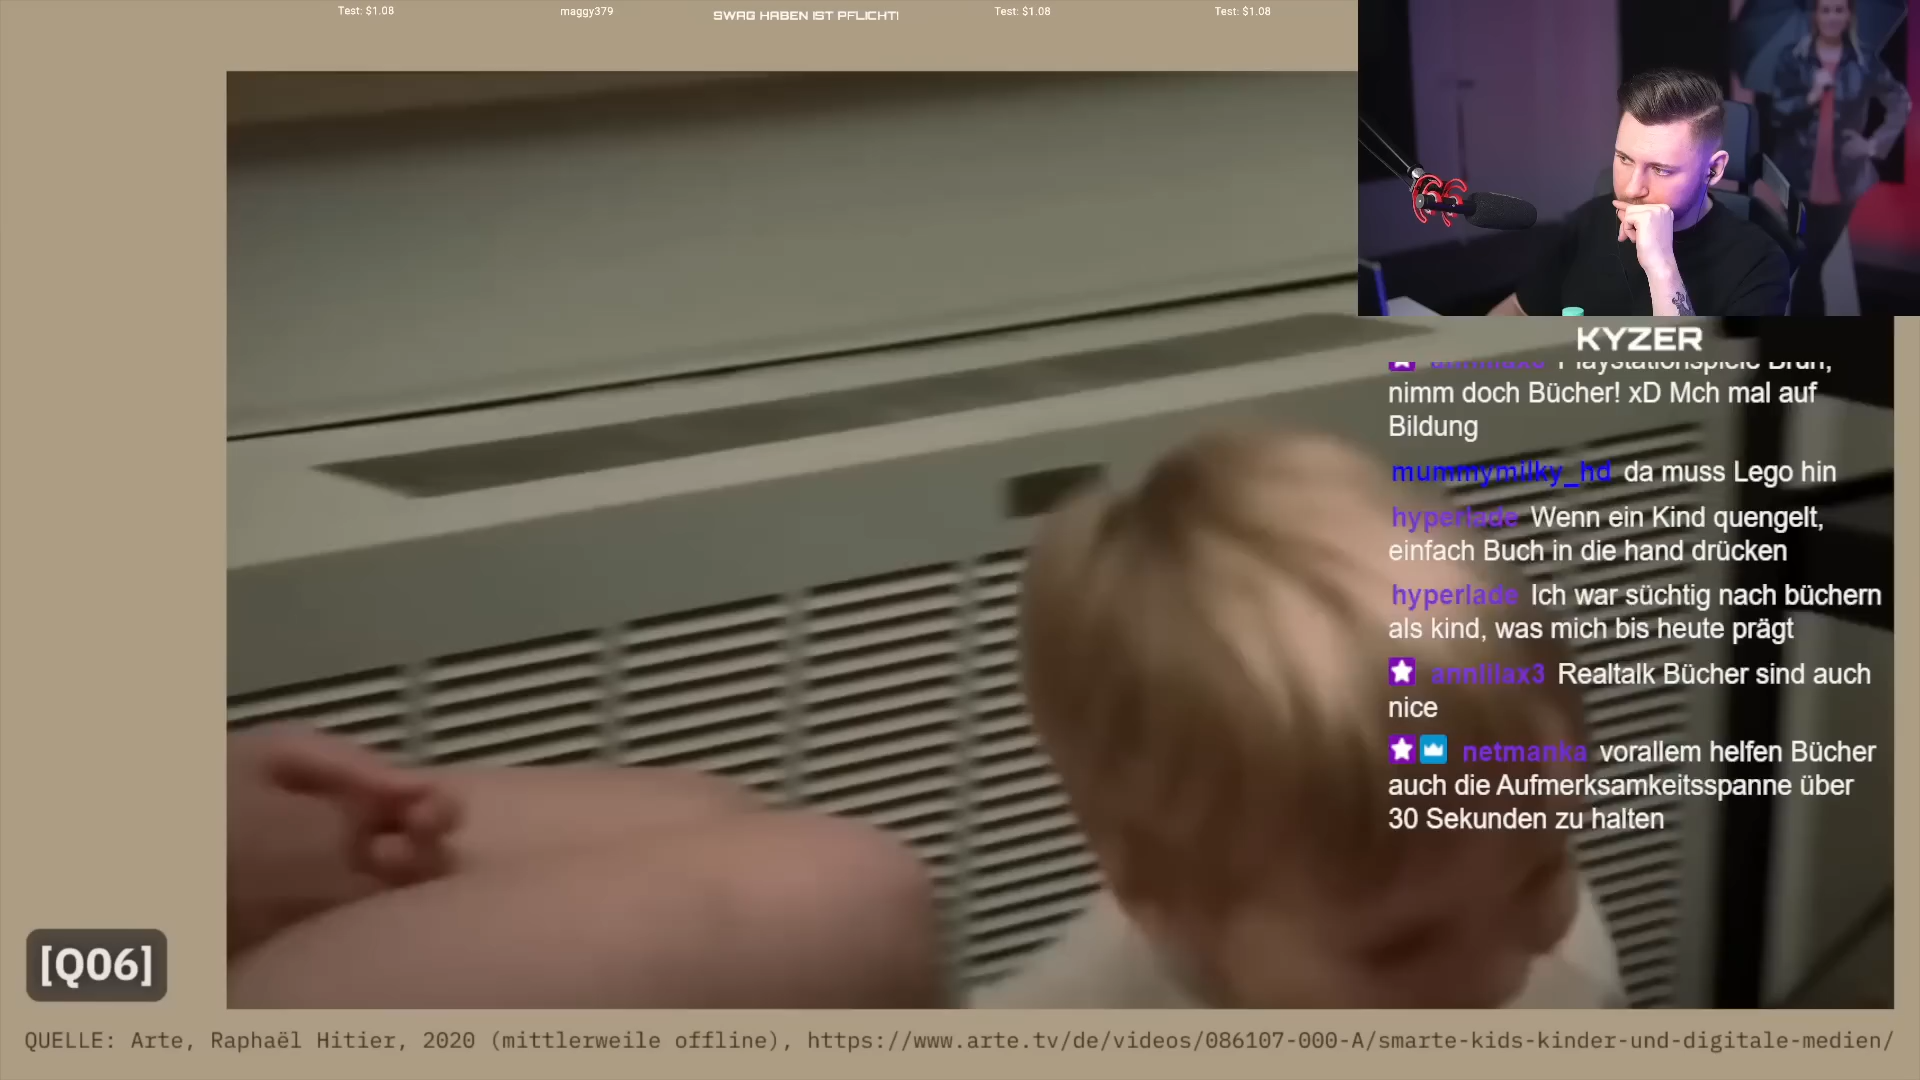 Test: $1.08
maggy379
SWAG HABEN IST PFLICHT!
Test: $1.08
Test: $1.08
KYZER
Playstationspiele Bruh,
nimm doch Bücher! xD Mch mal auf
Bildung
mummymilky_hd da muss Lego hin
hyperlade Wenn ein Kind quengelt,
einfach Buch in die hand drücken
hyperlade Ich war süchtig nach büchern
als kind, was mich bis heute prägt
annillax3 Realtalk Bücher sind auch
nice
netmanka vorallem helfen Bücher
auch die Aufmerksamkeitsspanne über
30 Sekunden zu halten
[Q06]
QUELLE: Arte, Raphaël Hitier, 2020 (mittlerweile offline), https://www.arte.tv/de/videos/086107-000-A/smarte-kids-kinder-und-digitale-medien/